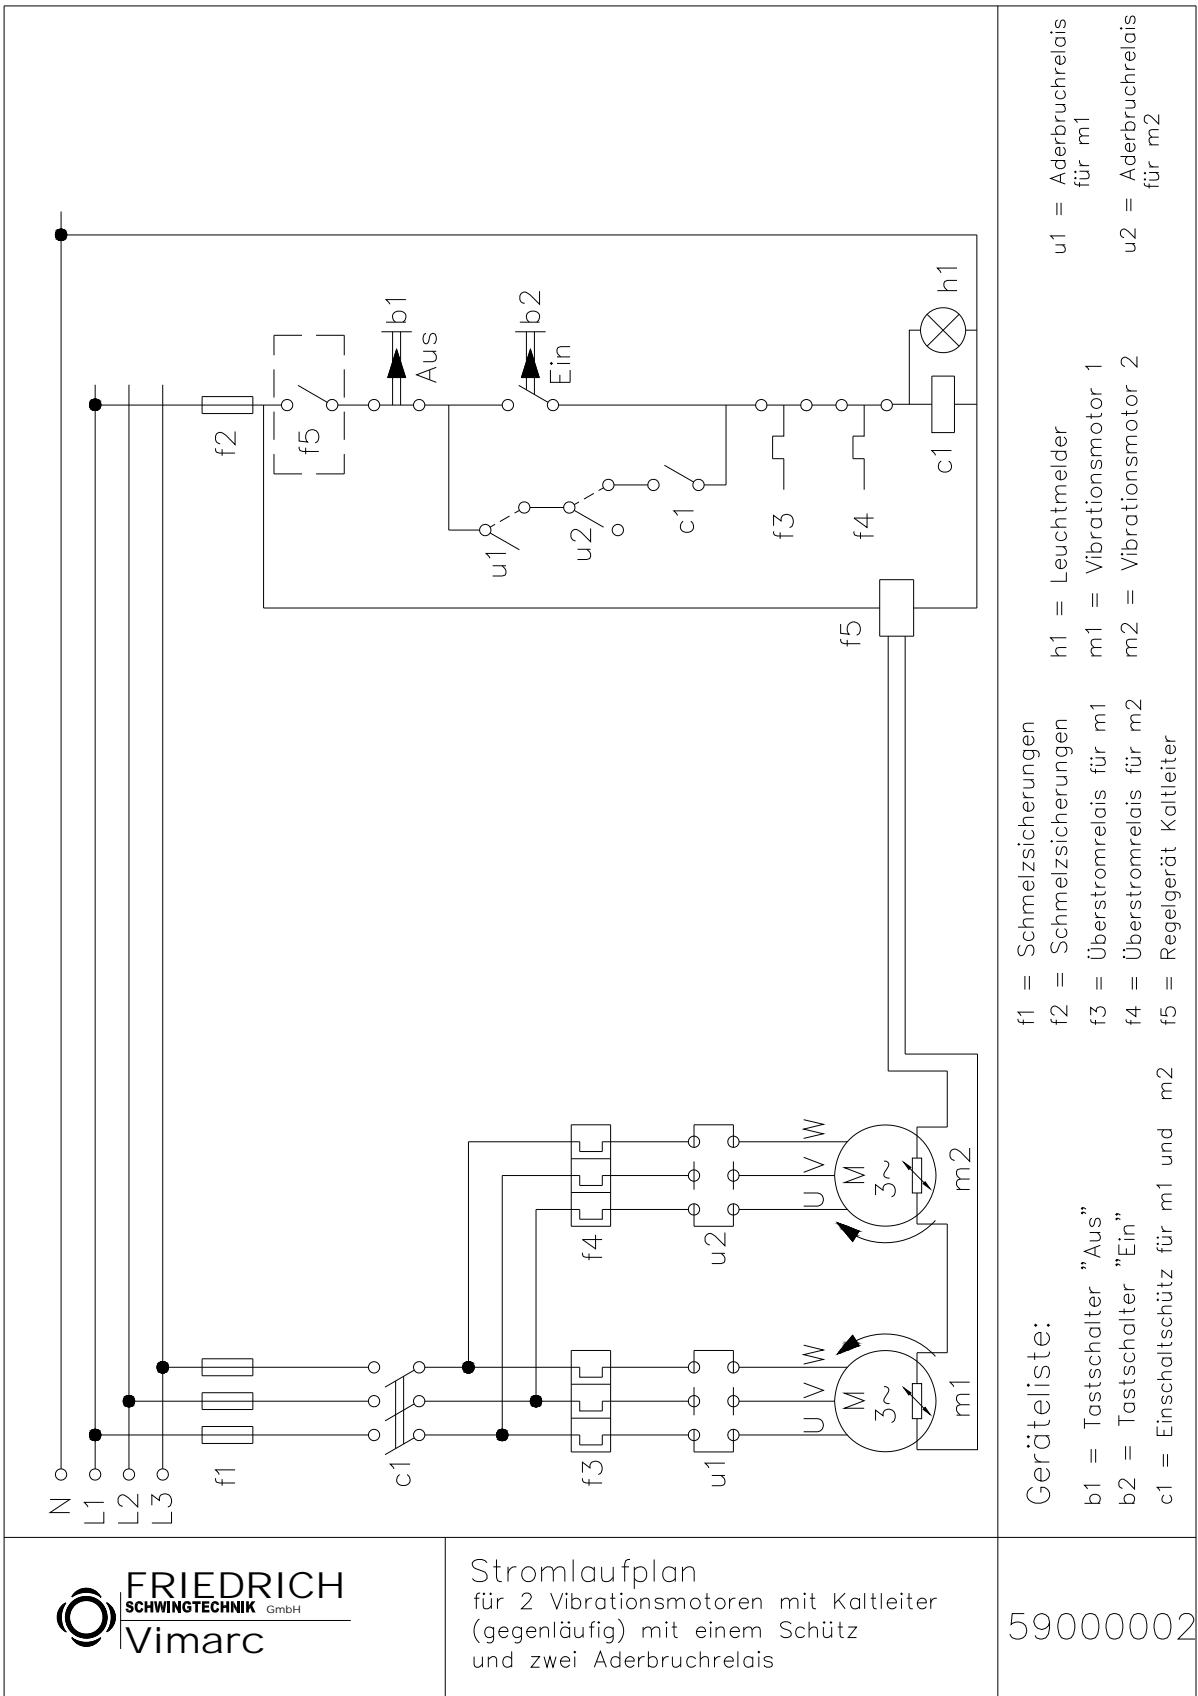 N
L1
L2
L3
f1
c1
f3
u1
U
V
W
M
3~
m1
f4
u2
U
V
W
M
3~
m2
f2
f5
b1
Aus
b2
Ein
u1
u2
c1
f3
f4
f5
c1
h1
Geräteliste:
b1 = Tastschalter "Aus"
b2 = Tastschalter "Ein"
c1 = Einschaltschütz für m1 und m2
f1 = Schmelzsicherungen
f2 = Schmelzsicherungen
f3 = Überstromrelais für m1
f4 = Überstromrelais für m2
f5 = Regelgerät Kaltleiter
h1 = Leuchtmelder
m1 = Vibrationsmotor 1
m2 = Vibrationsmotor 2
u1 = Aderbruchrelais
für m1
u2 = Aderbruchrelais
für m2
FRIEDRICH
SCHWINGTECHNIK GmbH
Vimarc
Stromlaufplan
für 2 Vibrationsmotoren mit Kaltleiter
(gegenläufig) mit einem Schütz
und zwei Aderbruchrelais
59000002